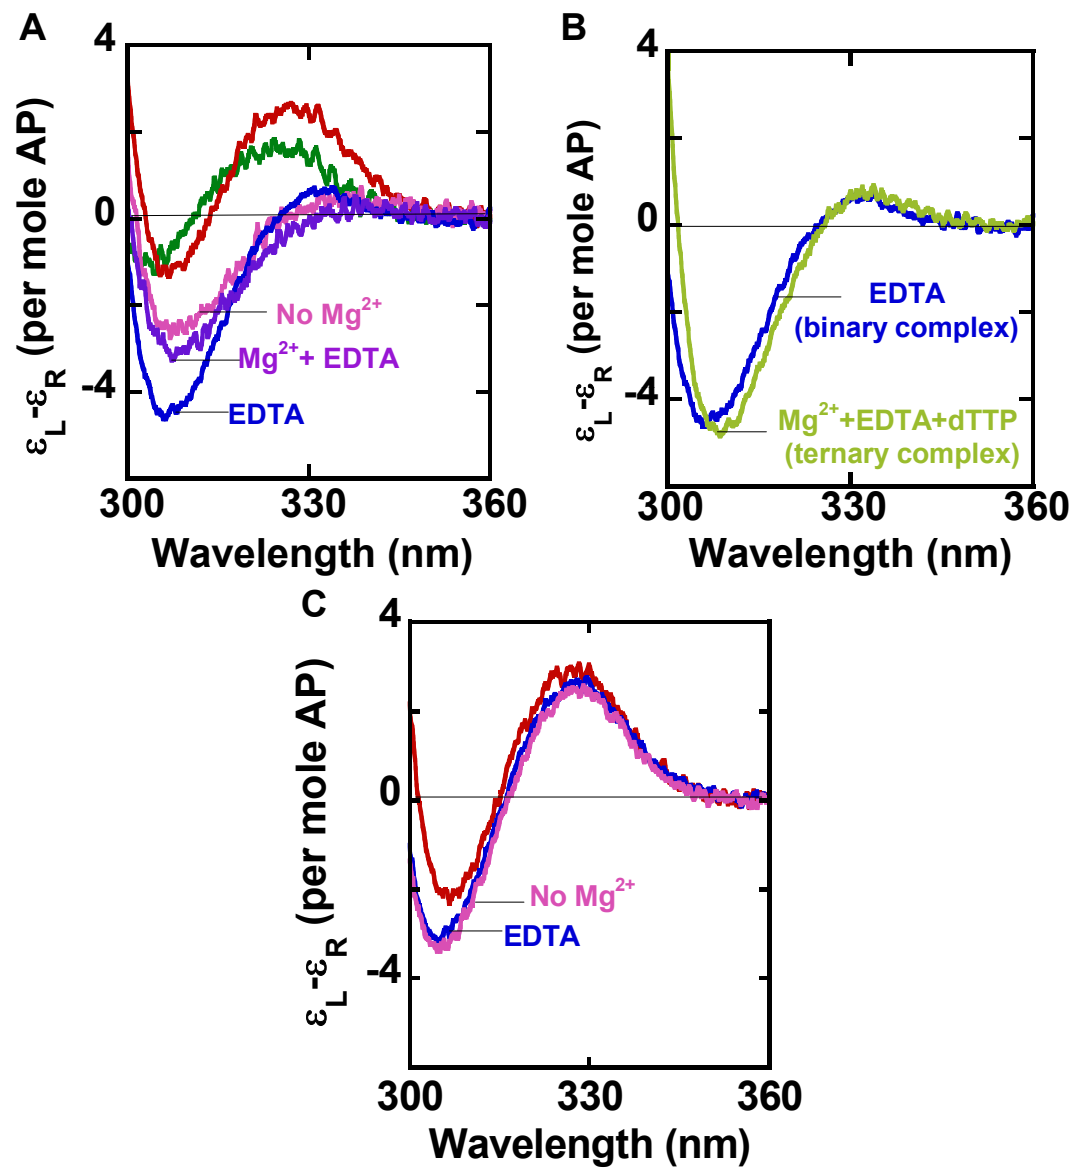 A
4
0
-4
ε_L-ε_R (per mole AP)
No Mg²⁺
Mg²⁺+ EDTA
EDTA
300 330 360
Wavelength (nm)
B
4
0
-4
ε_L-ε_R (per mole AP)
EDTA
(binary complex)
Mg²⁺+EDTA+dTTP
(ternary complex)
300 330 360
Wavelength (nm)
C
4
0
-4
ε_L-ε_R (per mole AP)
No Mg²⁺
EDTA
300 330 360
Wavelength (nm)